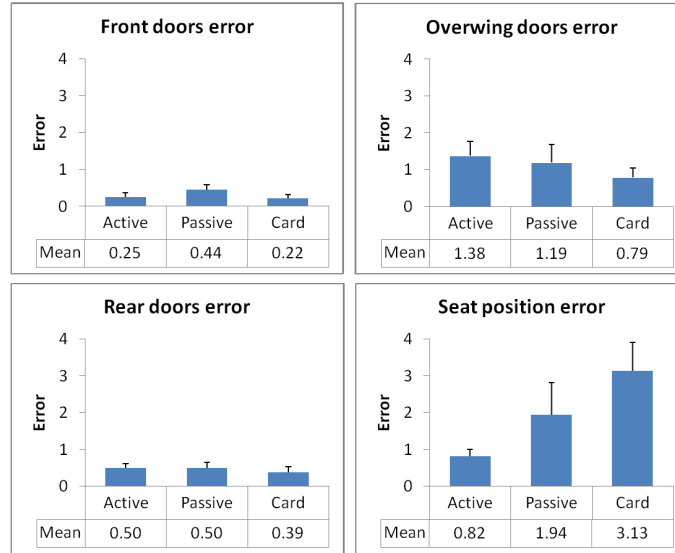 Front doors error
4
3
2
1
0
Error
Active Passive Card
Mean 0.25 0.44 0.22
Overwing doors error
4
3
2
1
0
Error
Active Passive Card
Mean 1.38 1.19 0.79
Rear doors error
4
3
2
1
0
Error
Active Passive Card
Mean 0.50 0.50 0.39
Seat position error
4
3
2
1
0
Error
Active Passive Card
Mean 0.82 1.94 3.13